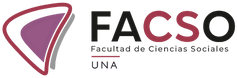 FACSO
Facultad de Ciencias Sociales
UNA